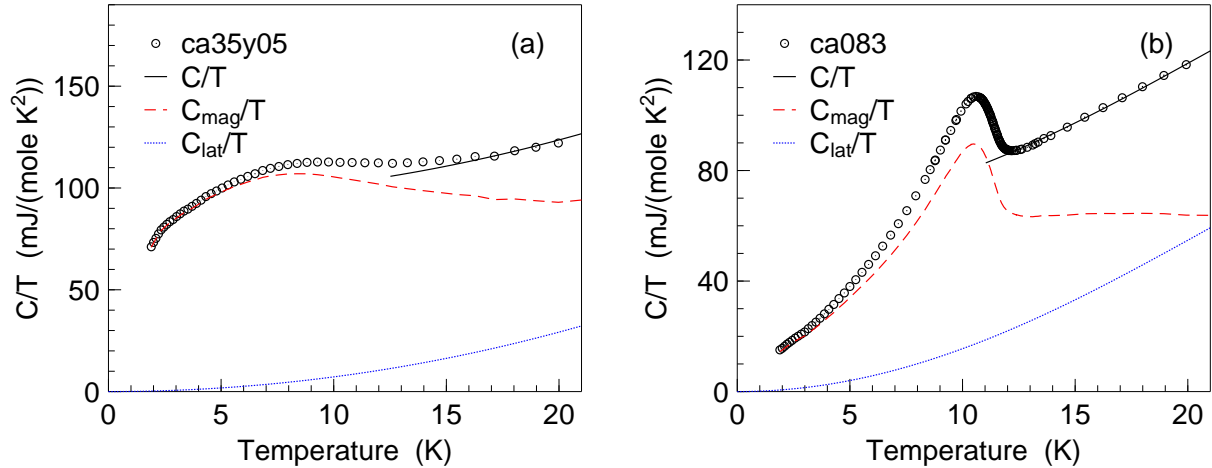 (a)
ca35y05
C/T
Cmag/T
Clat/T
C/T (mJ/(mole K²))
150
100
50
0
0 5 10 15 20
Temperature (K)
(b)
ca083
C/T
Cmag/T
Clat/T
C/T (mJ/(mole K²))
120
80
40
0
0 5 10 15 20
Temperature (K)